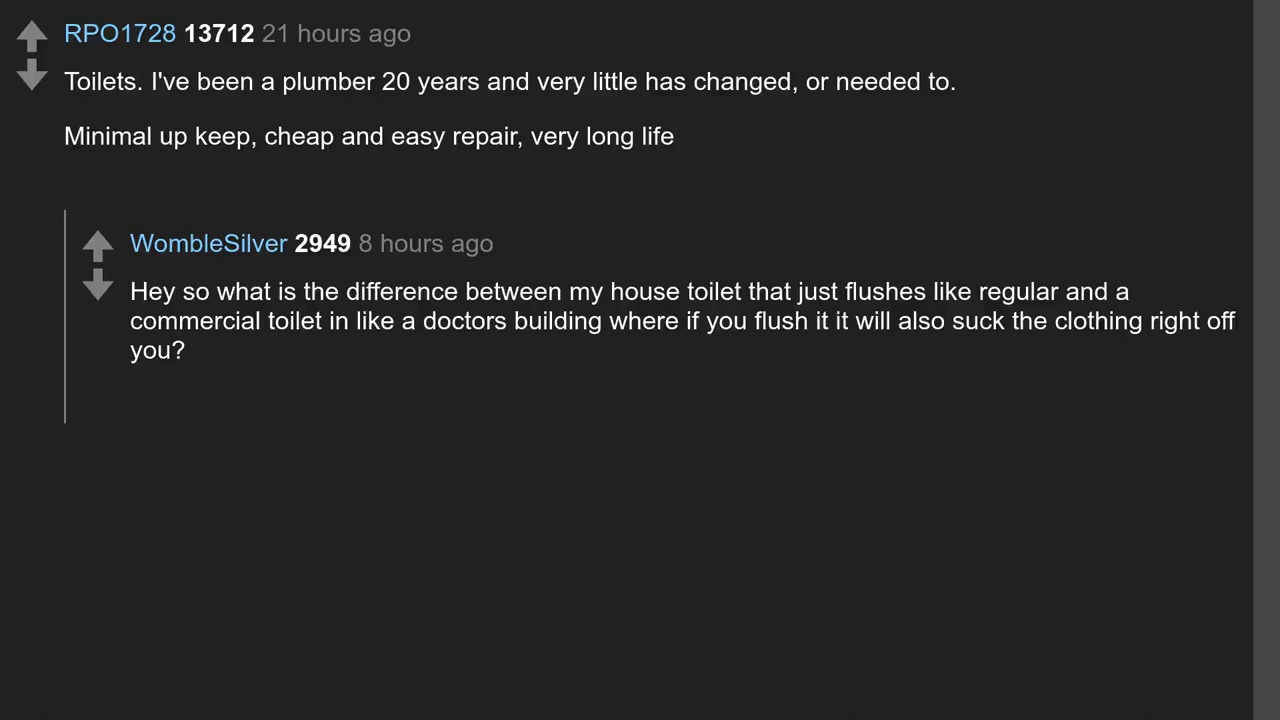 RPO1728 13712 21 hours ago
Toilets. I've been a plumber 20 years and very little has changed, or needed to.
Minimal up keep, cheap and easy repair, very long life
WombleSilver 2949 8 hours ago
Hey so what is the difference between my house toilet that just flushes like regular and a
commercial toilet in like a doctors building where if you flush it it will also suck the clothing right off
you?